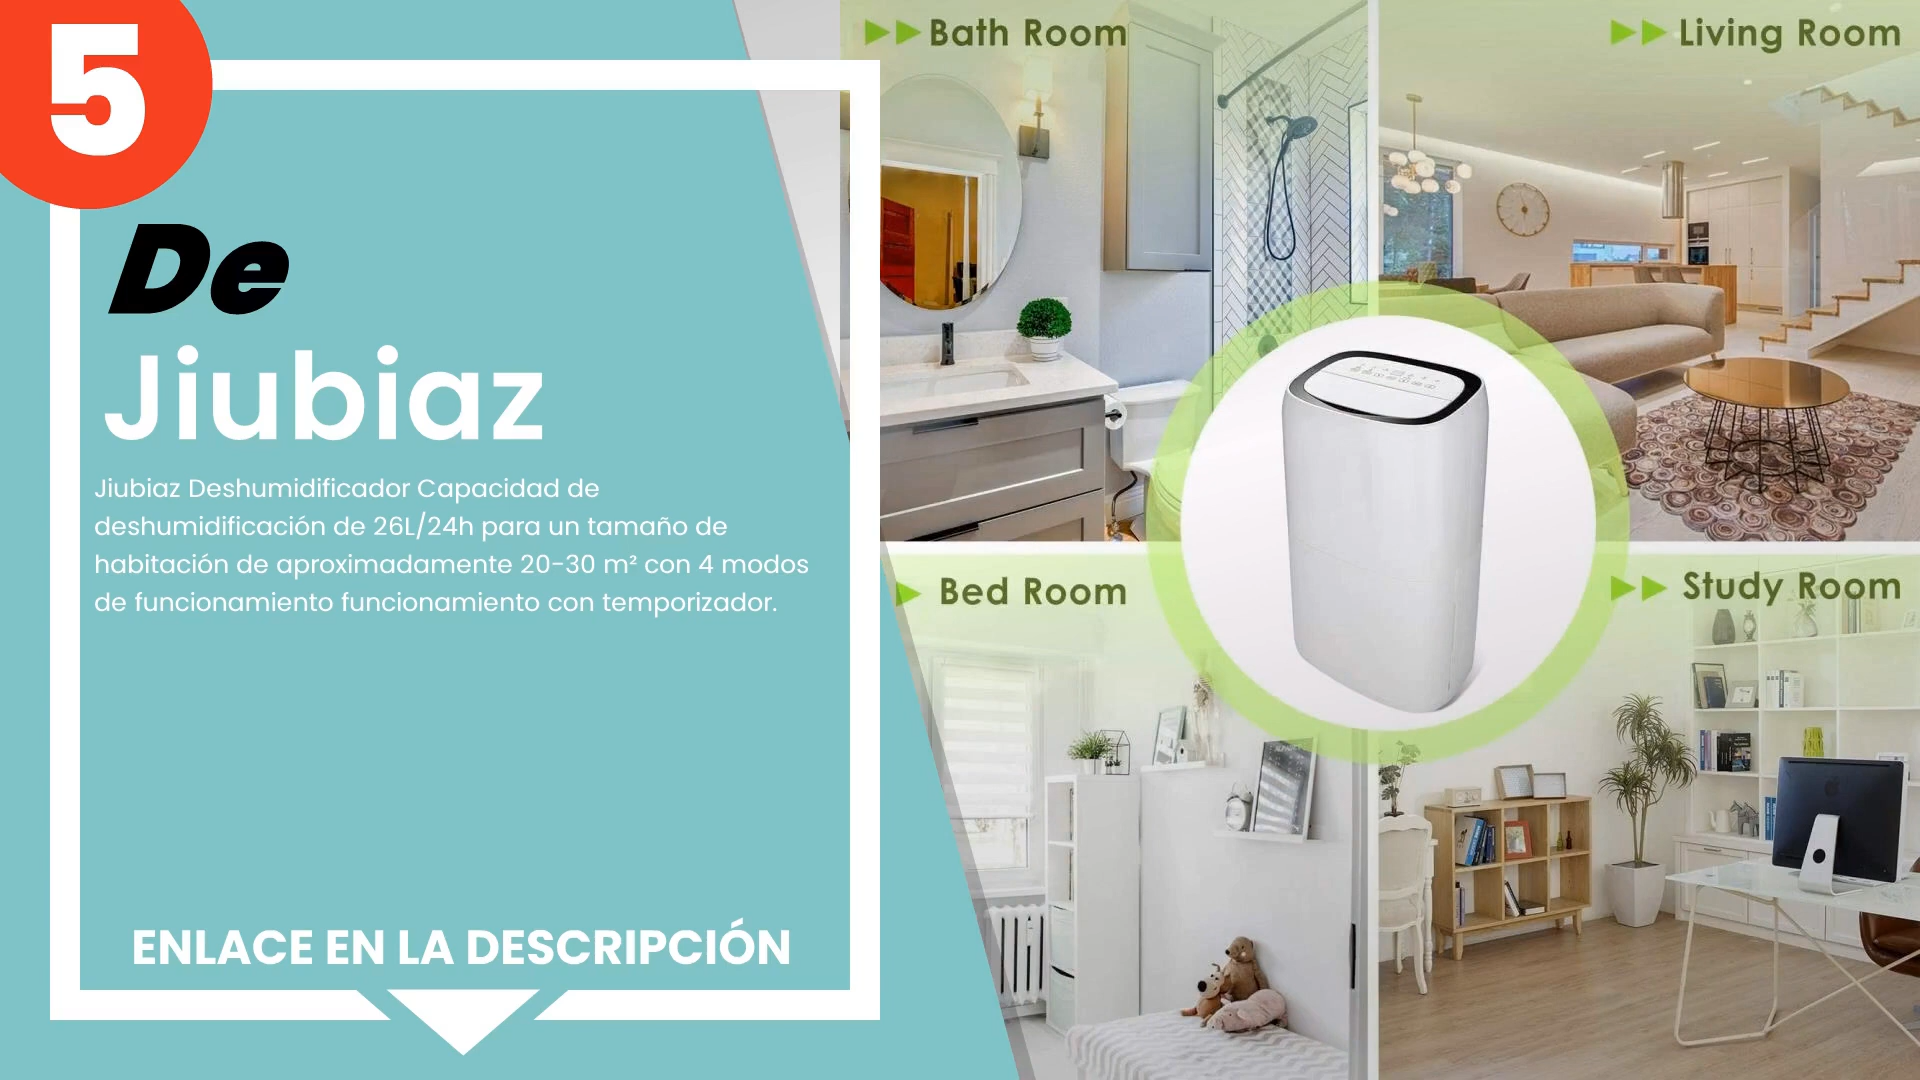 5
De
Jiubiaz
Jiubiaz Deshumidificador Capacidad de
deshumidificación de 26L/24h para un tamaño de
habitación de aproximadamente 20-30 m² con 4 modos
de funcionamiento funcionamiento con temporizador.
ENLACE EN LA DESCRIPCIÓN
Bath Room
Living Room
Bed Room
Study Room